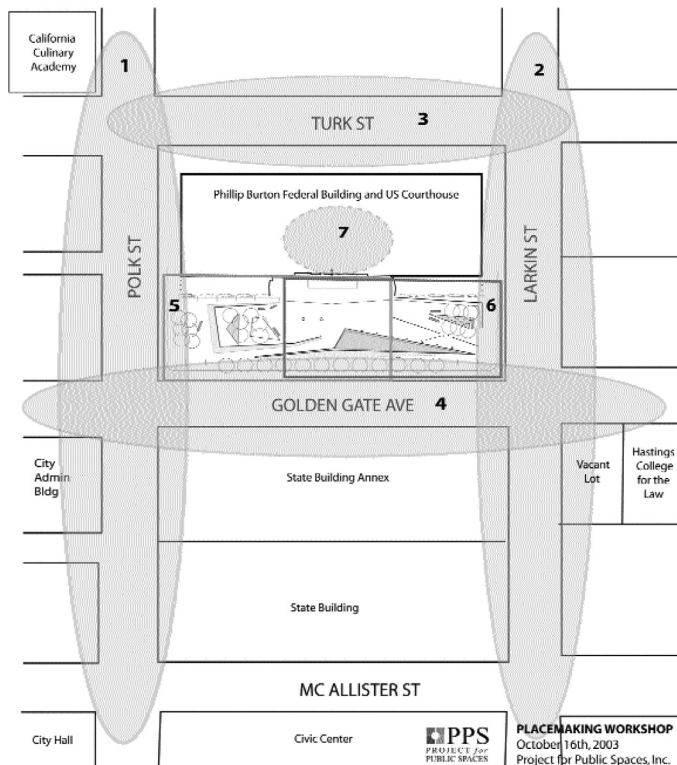 California
Culinary
Academy
1
2
TURK ST
3
Phillip Burton Federal Building and US Courthouse
7
POLK ST
LARKIN ST
5
6
GOLDEN GATE AVE
4
City
Admin
Bldg
State Building Annex
Vacant
Lot
Hastings
College
for the
Law
State Building
MC ALLISTER ST
City Hall
Civic Center
PPS
PROJECT for
PUBLIC SPACES
PLACEMAKING WORKSHOP
October 16th, 2003
Project for Public Spaces, Inc.